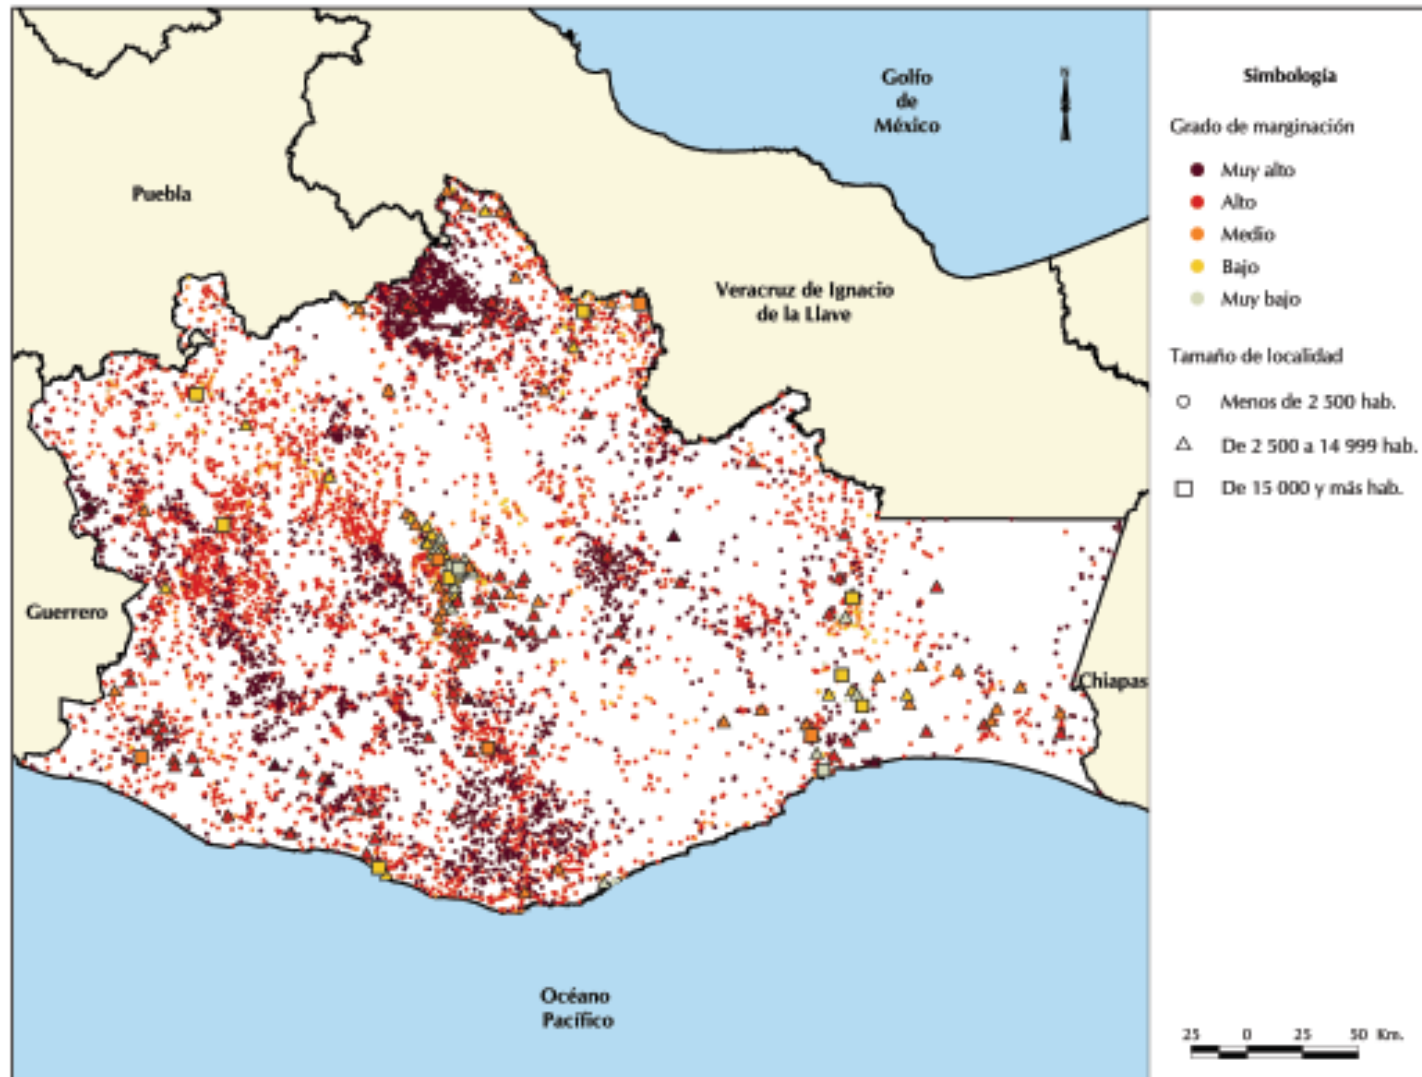 Golfo
de
México
N
Puebla
Veracruz de Ignacio
de la Llave
Guerrero
Chiapas
Océano
Pacífico
Simbología
Grado de marginación
Muy alto
Alto
Medio
Bajo
Muy bajo
Tamaño de localidad
Menos de 2 500 hab.
De 2 500 a 14 999 hab.
De 15 000 y más hab.
25 0 25 50 Km.